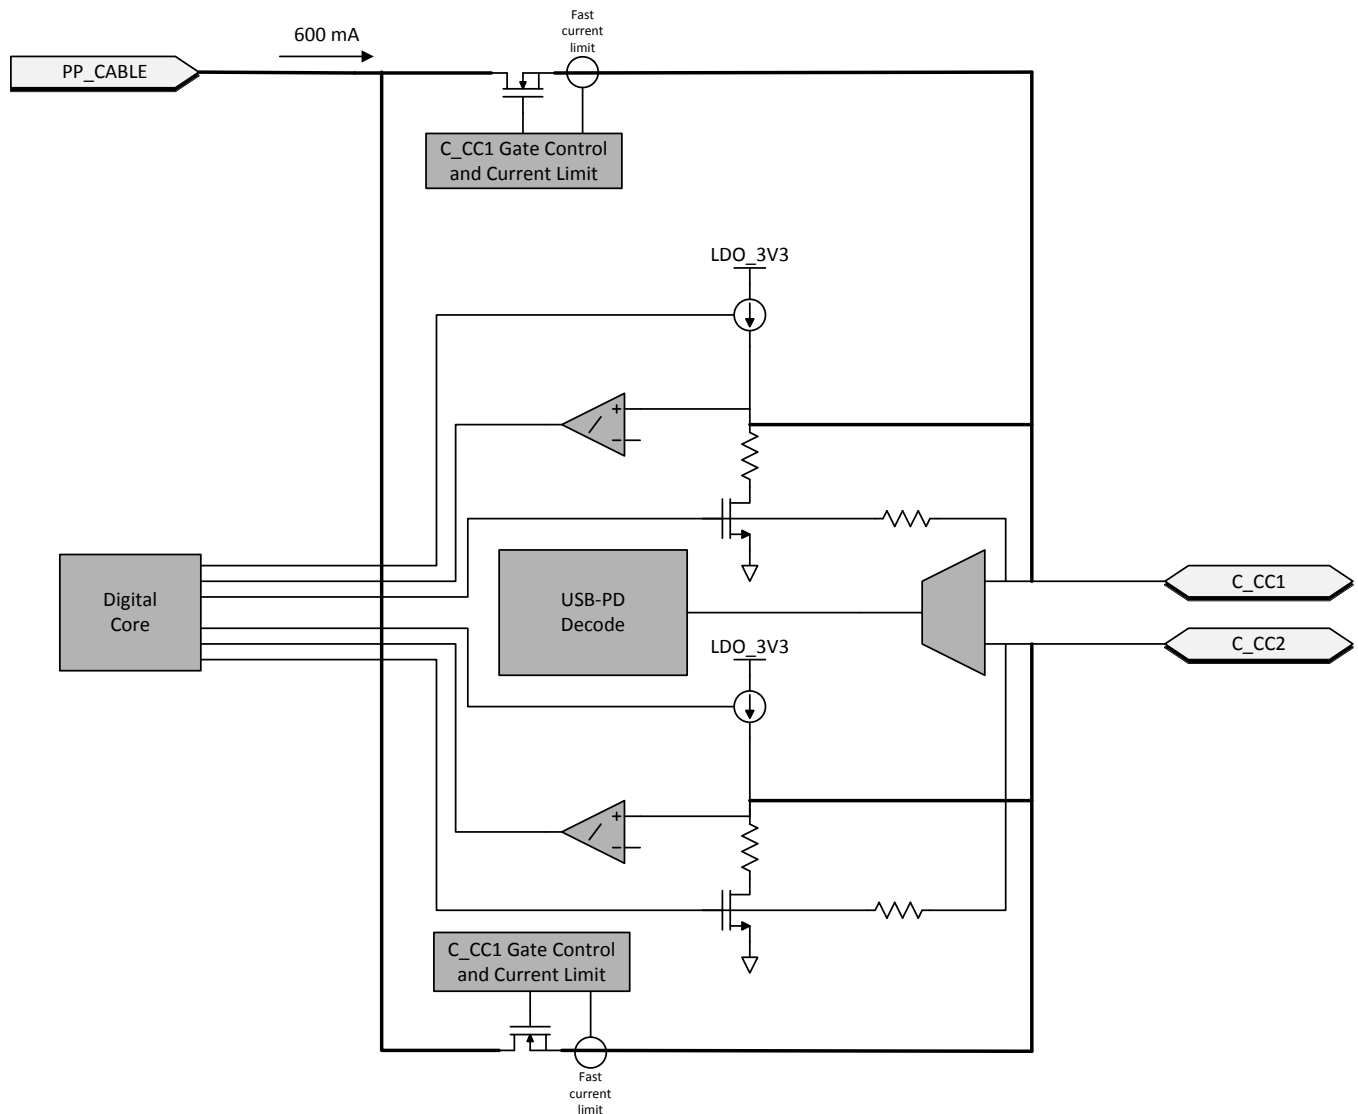 600 mA
Fast
current
limit
PP_CABLE
C_CC1 Gate Control
and Current Limit
LDO_3V3
+
−
Digital
Core
USB-PD
Decode
C_CC1
C_CC2
LDO_3V3
+
−
C_CC1 Gate Control
and Current Limit
Fast
current
limit